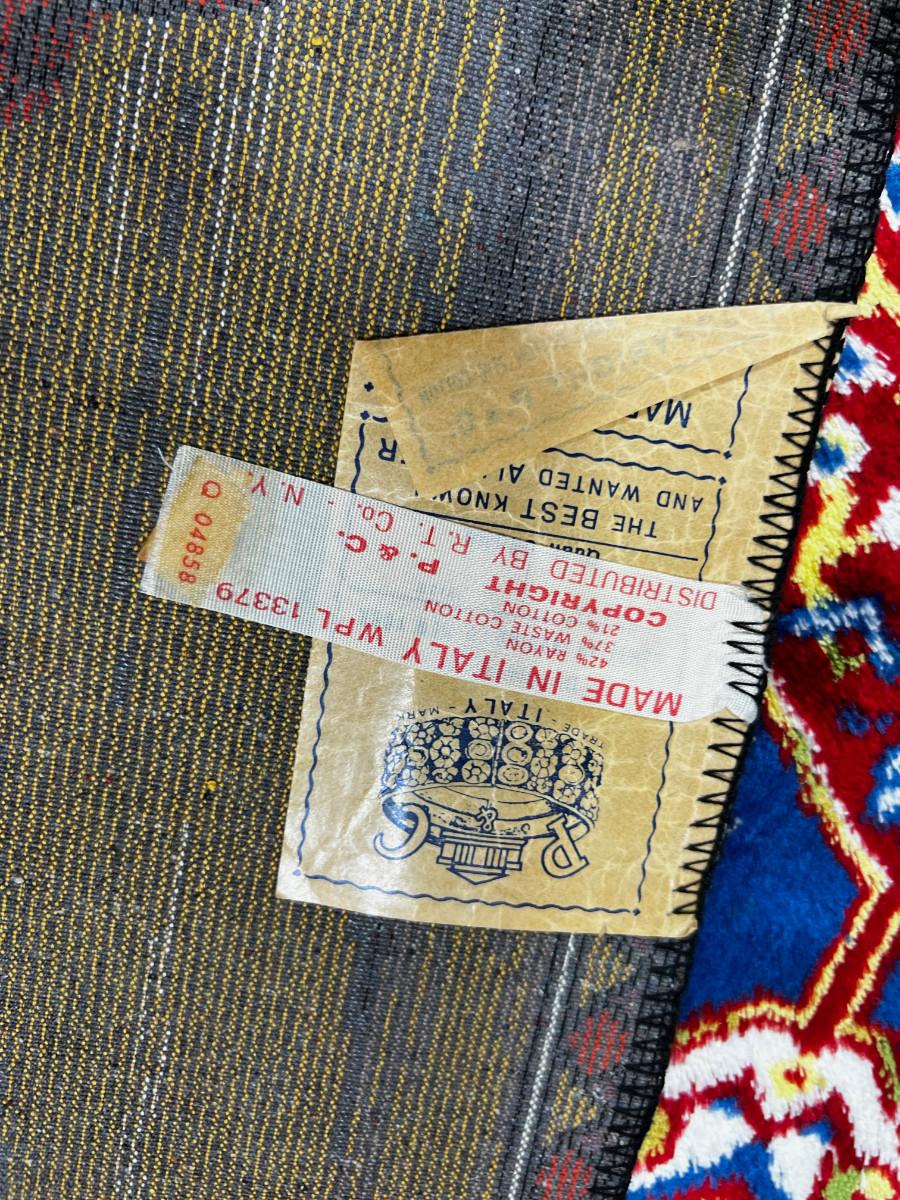 P C
TRADE - ITALY - MARK
MADE IN ITALY WPL 13379
42% RAYON
37% WASTE COTTON
21% COTTON
COPYRIGHT P. & C.
DISTRIBUTED BY R.T. Co. - N.Y.
Q 04858
THE BEST KNOW
AND WANTED AL